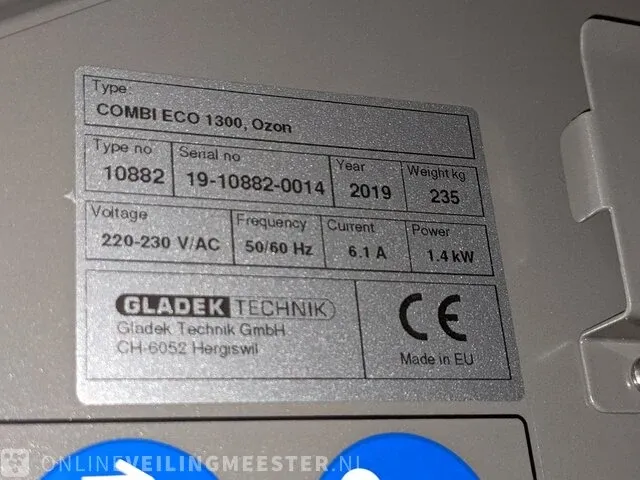 Type
COMBI ECO 1300, Ozon
Type no Serial no Year Weight kg
10882 19-10882-0014 2019 235
Voltage Frequency Current Power
220-230 V/AC 50/60 Hz 6.1 A 1.4 kW
GLADEK TECHNIK
Gladek Technik GmbH
CH-6052 Hergiswil
CE
Made in EU
ONLINEVEILINGMEESTER.NL